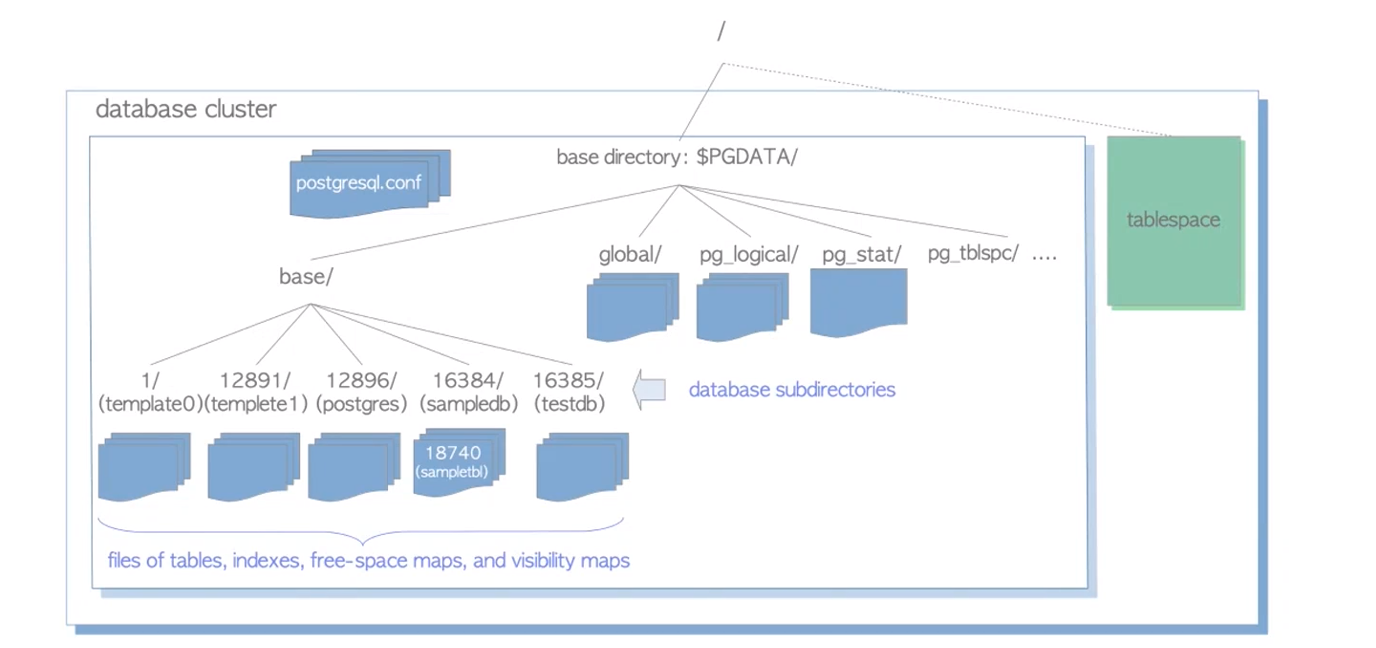 /
database cluster
base directory: $PGDATA/
postgresql.conf
tablespace
base/
global/
pg_logical/
pg_stat/
pg_tblspc/ ....
1/
(template0)
12891/
(templete1)
12896/
(postgres)
16384/
(sampledb)
16385/
(testdb)
database subdirectories
18740
(sampletbl)
files of tables, indexes, free-space maps, and visibility maps